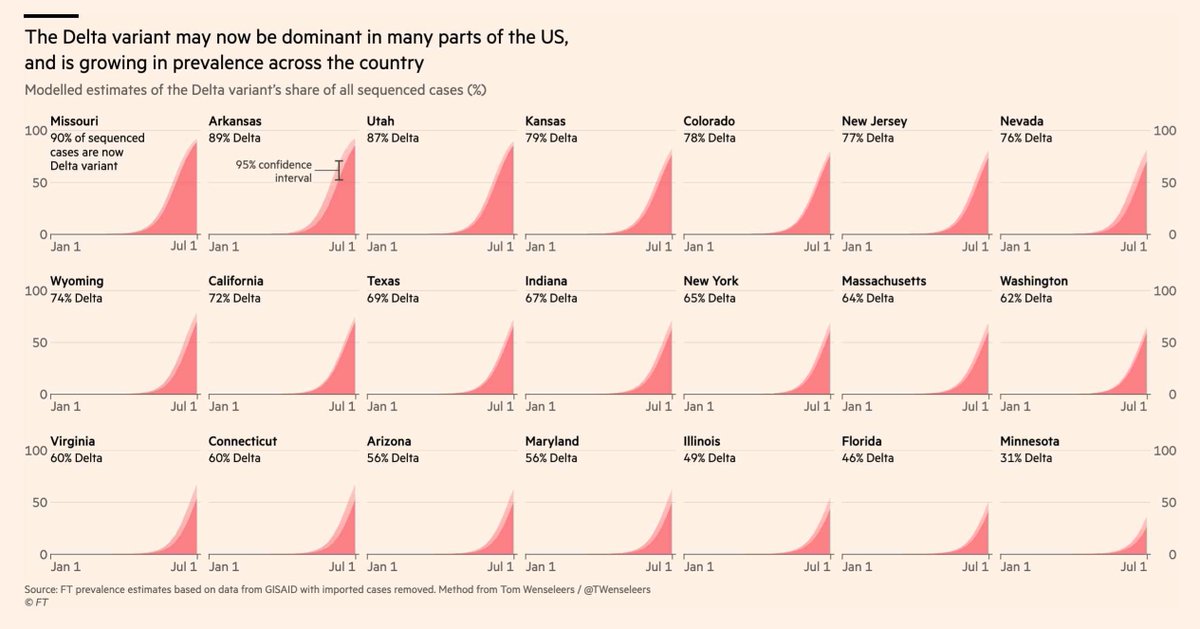 The Delta variant may now be dominant in many parts of the US,
and is growing in prevalence across the country
Modelled estimates of the Delta variant's share of all sequenced cases (%)
Missouri
90% of sequenced
cases are now
Delta variant
Arkansas
89% Delta
95% confidence
interval
Utah
87% Delta
Kansas
79% Delta
Colorado
78% Delta
New Jersey
77% Delta
Nevada
76% Delta
100 100
50 50
0 0
Jan 1 Jul 1 Jan 1 Jul 1 Jan 1 Jul 1 Jan 1 Jul 1 Jan 1 Jul 1 Jan 1 Jul 1 Jan 1 Jul 1
Wyoming
74% Delta
California
72% Delta
Texas
69% Delta
Indiana
67% Delta
New York
65% Delta
Massachusetts
64% Delta
Washington
62% Delta
100 100
50 50
0 0
Jan 1 Jul 1 Jan 1 Jul 1 Jan 1 Jul 1 Jan 1 Jul 1 Jan 1 Jul 1 Jan 1 Jul 1 Jan 1 Jul 1
Virginia
60% Delta
Connecticut
60% Delta
Arizona
56% Delta
Maryland
56% Delta
Illinois
49% Delta
Florida
46% Delta
Minnesota
31% Delta
100 100
50 50
0 0
Jan 1 Jul 1 Jan 1 Jul 1 Jan 1 Jul 1 Jan 1 Jul 1 Jan 1 Jul 1 Jan 1 Jul 1 Jan 1 Jul 1
Source: FT prevalence estimates based on data from GISAID with imported cases removed. Method from Tom Wenseleers / @TWenseleers
© FT